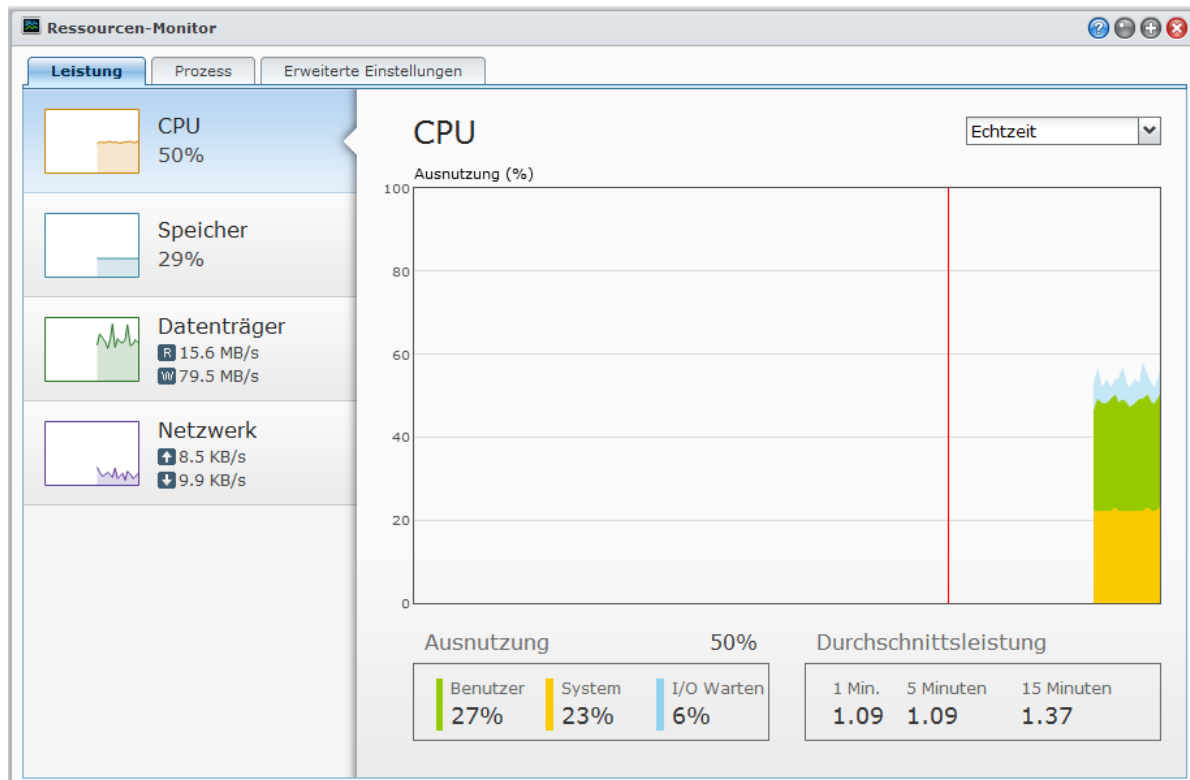 Ressourcen-Monitor
Leistung Prozess Erweiterte Einstellungen
CPU
50%
Speicher
29%
Datenträger
R 15.6 MB/s
W 79.5 MB/s
Netzwerk
8.5 KB/s
9.9 KB/s
CPU Echtzeit
Ausnutzung (%)
100
80
60
40
20
0
Ausnutzung 50%
Benutzer System I/O Warten
27% 23% 6%
Durchschnittsleistung
1 Min. 5 Minuten 15 Minuten
1.09 1.09 1.37